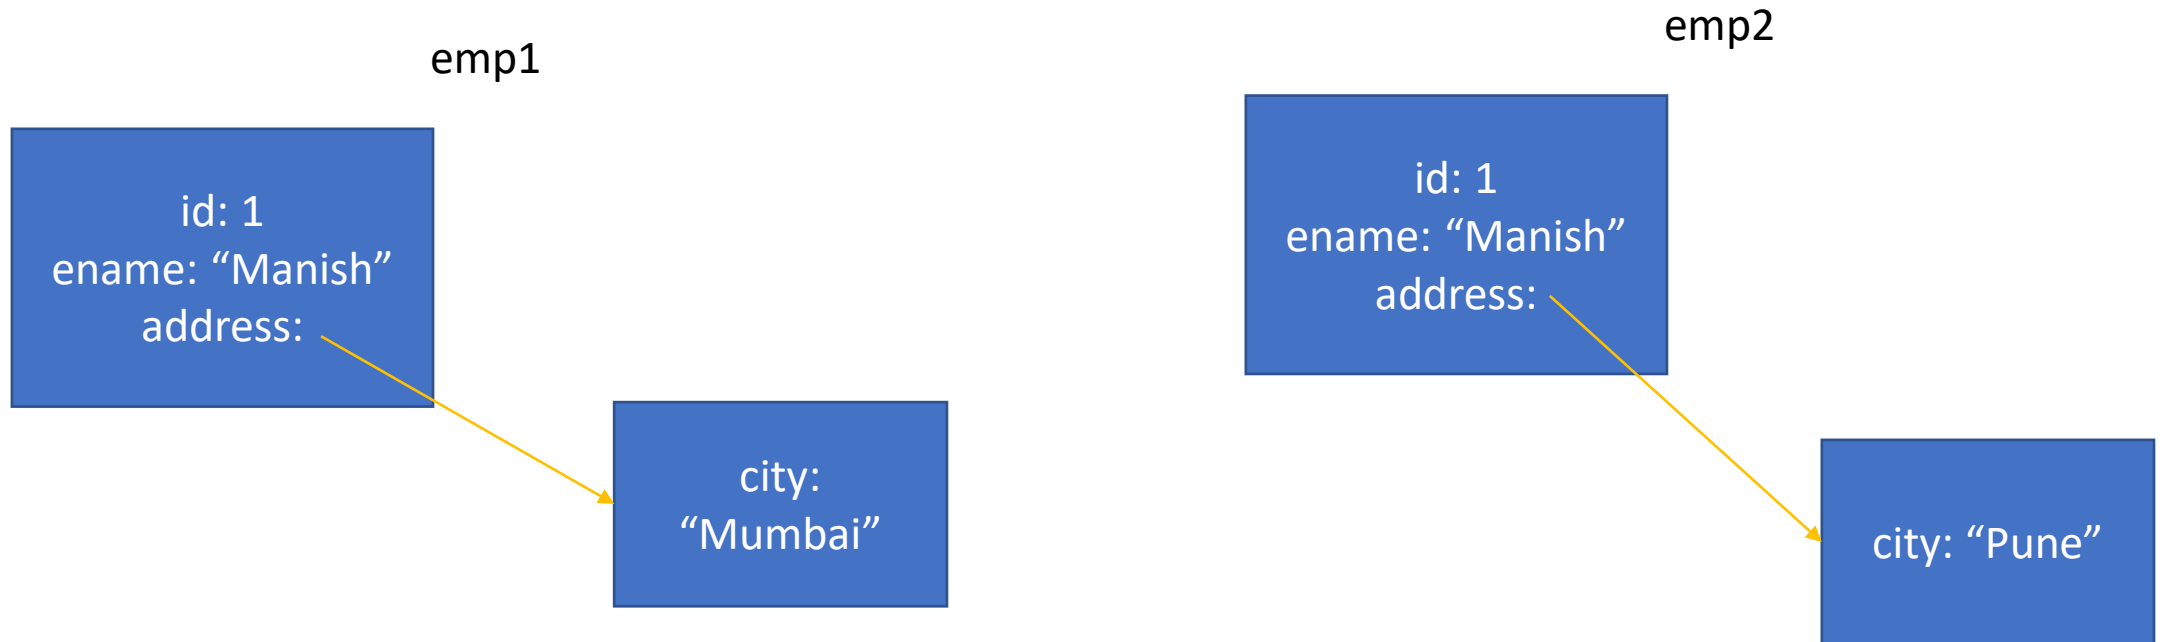 emp1
id: 1
ename: “Manish”
address:
city:
“Mumbai”
emp2
id: 1
ename: “Manish”
address:
city: “Pune”